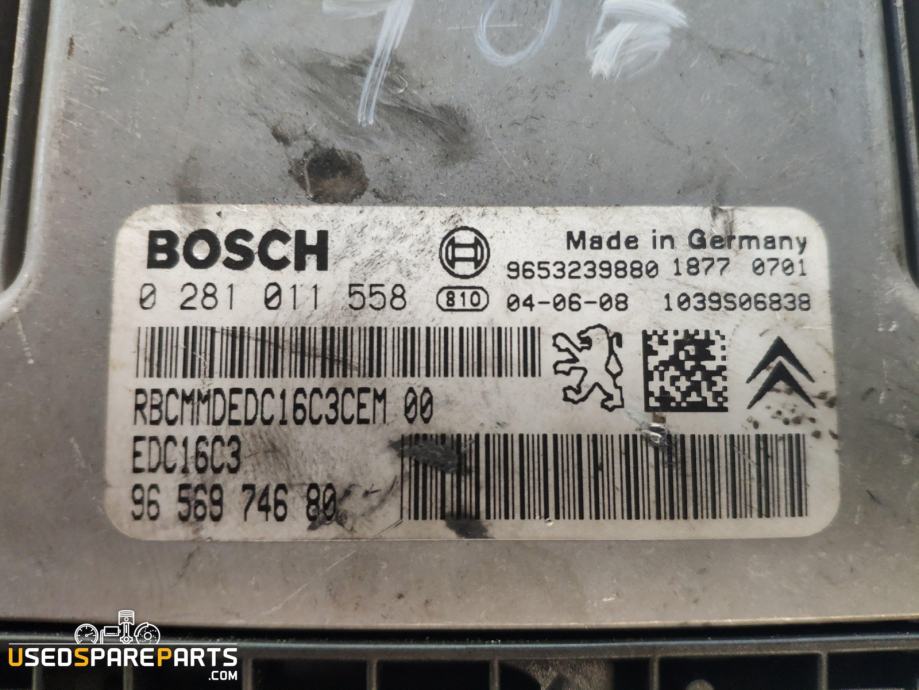 407
BOSCH
Made in Germany
9653239880 1877 0701
0 281 011 558
810
04-06-08 1039S06838
RBCMMDEDC16C3CEM 00
EDC16C3
96 569 746 80
USEDSPAREPARTS
.COM